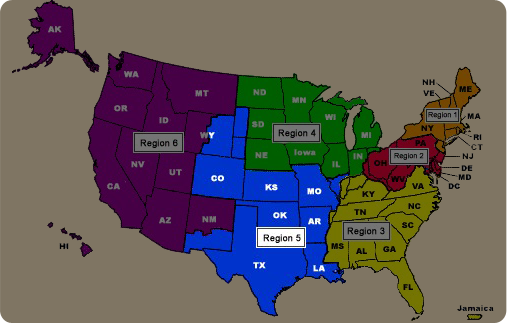 AK
WA
MT
ND
MN
NH
VE
ME
OR
ID
WY
SD
WI
MI
Region 1
MA
NY
RI
CT
Region 6
Region 4
NE
Iowa
IL
IN
OH
PA
Region 2
NJ
DE
MD
DC
WV
VA
NV
UT
CO
KS
MO
KY
CA
AZ
NM
OK
AR
TN
NC
SC
Region 5
Region 3
MS
AL
GA
HI
TX
LA
FL
Jamaica